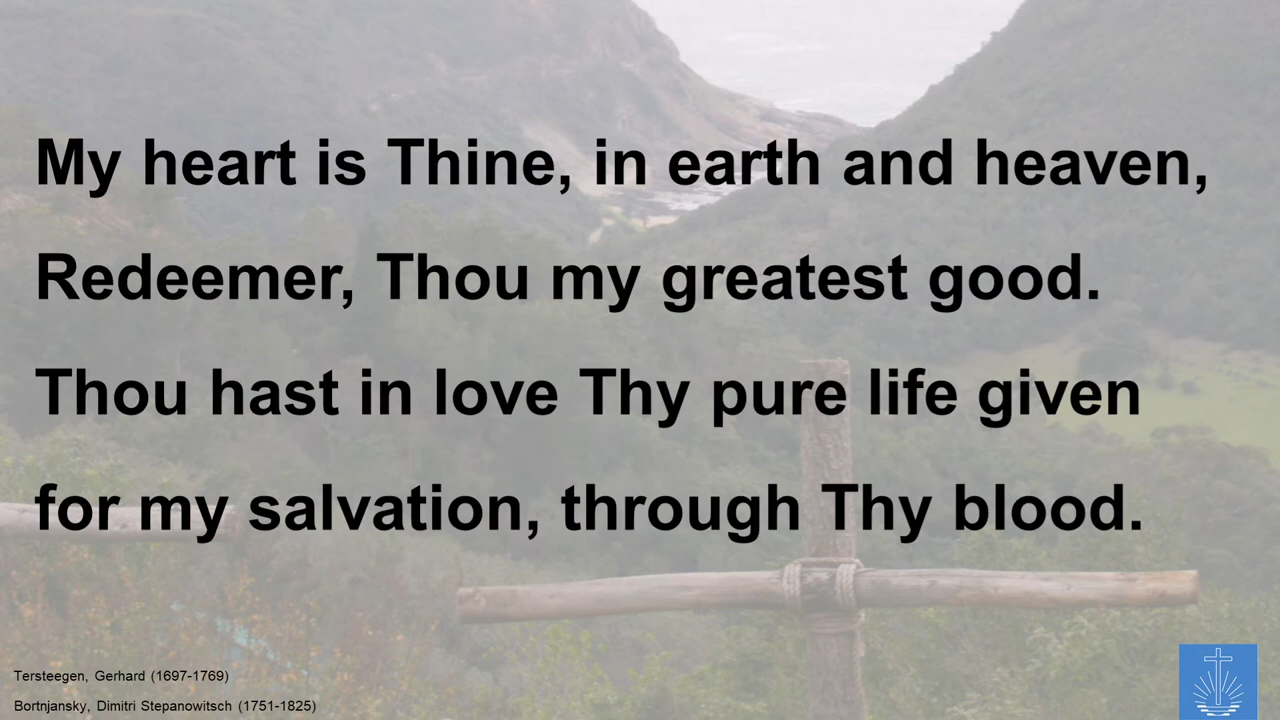 My heart is Thine, in earth and heaven,
Redeemer, Thou my greatest good.
Thou hast in love Thy pure life given
for my salvation, through Thy blood.
Tersteegen, Gerhard (1697-1769)
Bortnjansky, Dimitri Stepanowitsch (1751-1825)